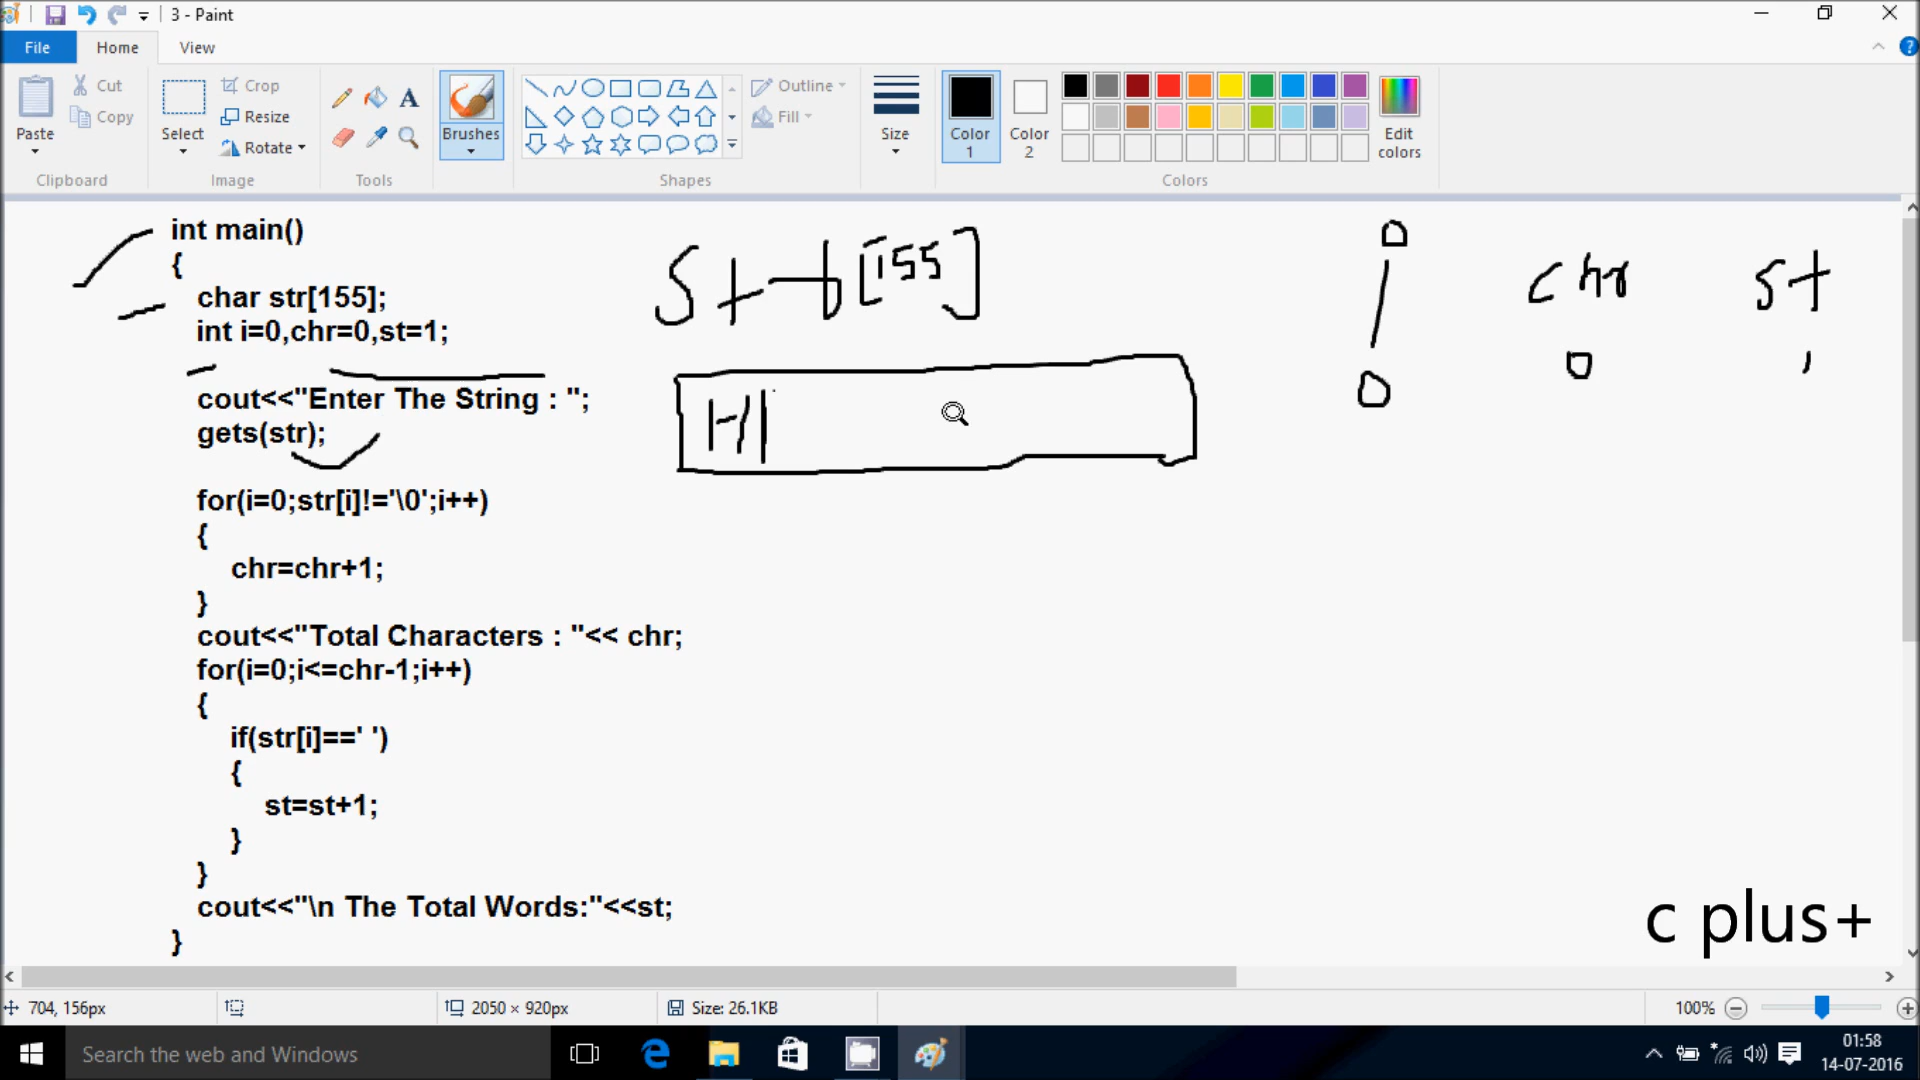 3 - Paint
File Home View
Paste
Cut
Copy
Clipboard
Select
Crop
Resize
Rotate
Image
Tools
Brushes
Shapes
Outline
Fill
Size
Color 1
Color 2
Edit colors
Colors
int main()
{
char str[155];
int i=0,chr=0,st=1;
cout<<"Enter The String : ";
gets(str);
for(i=0;str[i]!='\0';i++)
{
chr=chr+1;
}
cout<<"Total Characters : "<< chr;
for(i=0;i<=chr-1;i++)
{
if(str[i]==' ')
{
st=st+1;
}
}
cout<<"\n The Total Words:"<<st;
}
[155]
HI
chr
st
0
0
c plus+
704, 156px
2050 × 920px
Size: 26.1KB
100%
Search the web and Windows
01:58
14-07-2016